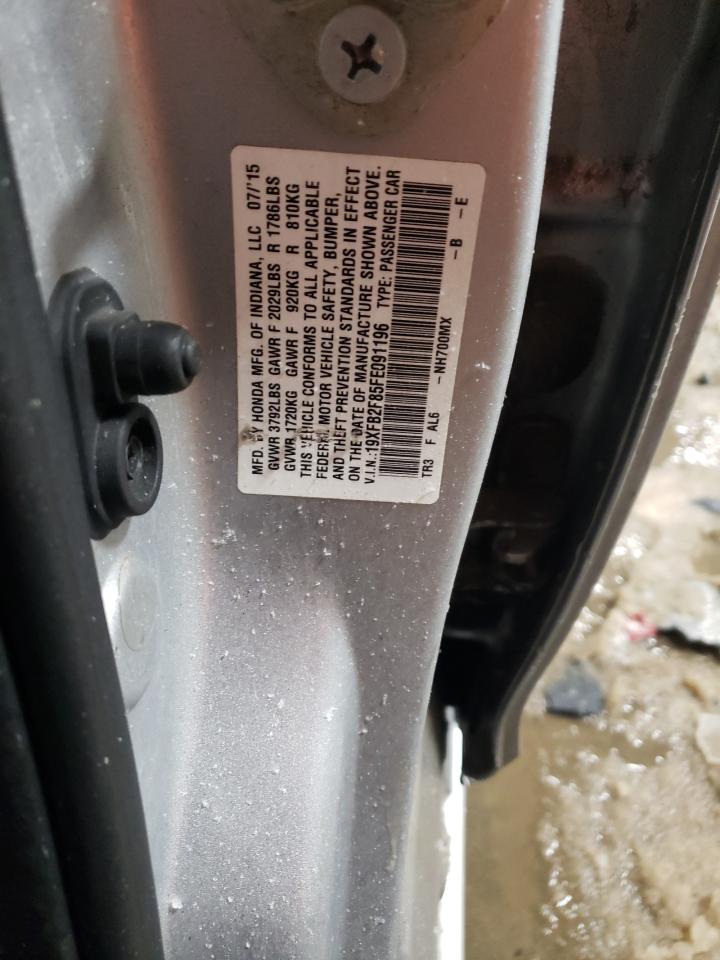 MFD. BY HONDA MFG. OF INDIANA, LLC 07/'15
GVWR 3792LBS GAWR F 2029LBS R 1786LBS
GVWR 1720KG GAWR F 920KG R 810KG
THIS VEHICLE CONFORMS TO ALL APPLICABLE
FEDERAL MOTOR VEHICLE SAFETY, BUMPER,
AND THEFT PREVENTION STANDARDS IN EFFECT
ON THE DATE OF MANUFACTURE SHOWN ABOVE.
V.I.N.:19XFB2F85FE091196 TYPE: PASSENGER CAR
TR3 F AL6 -NH700MX -B -E